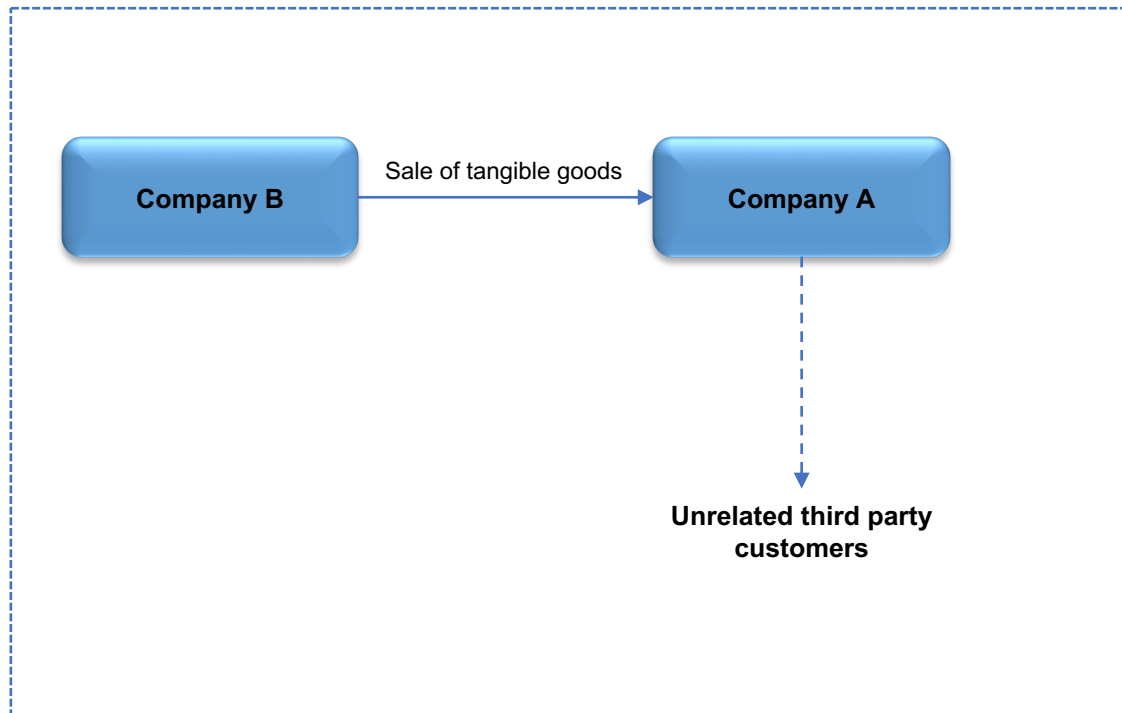 Company B
Sale of tangible goods
Company A
Unrelated third party
customers